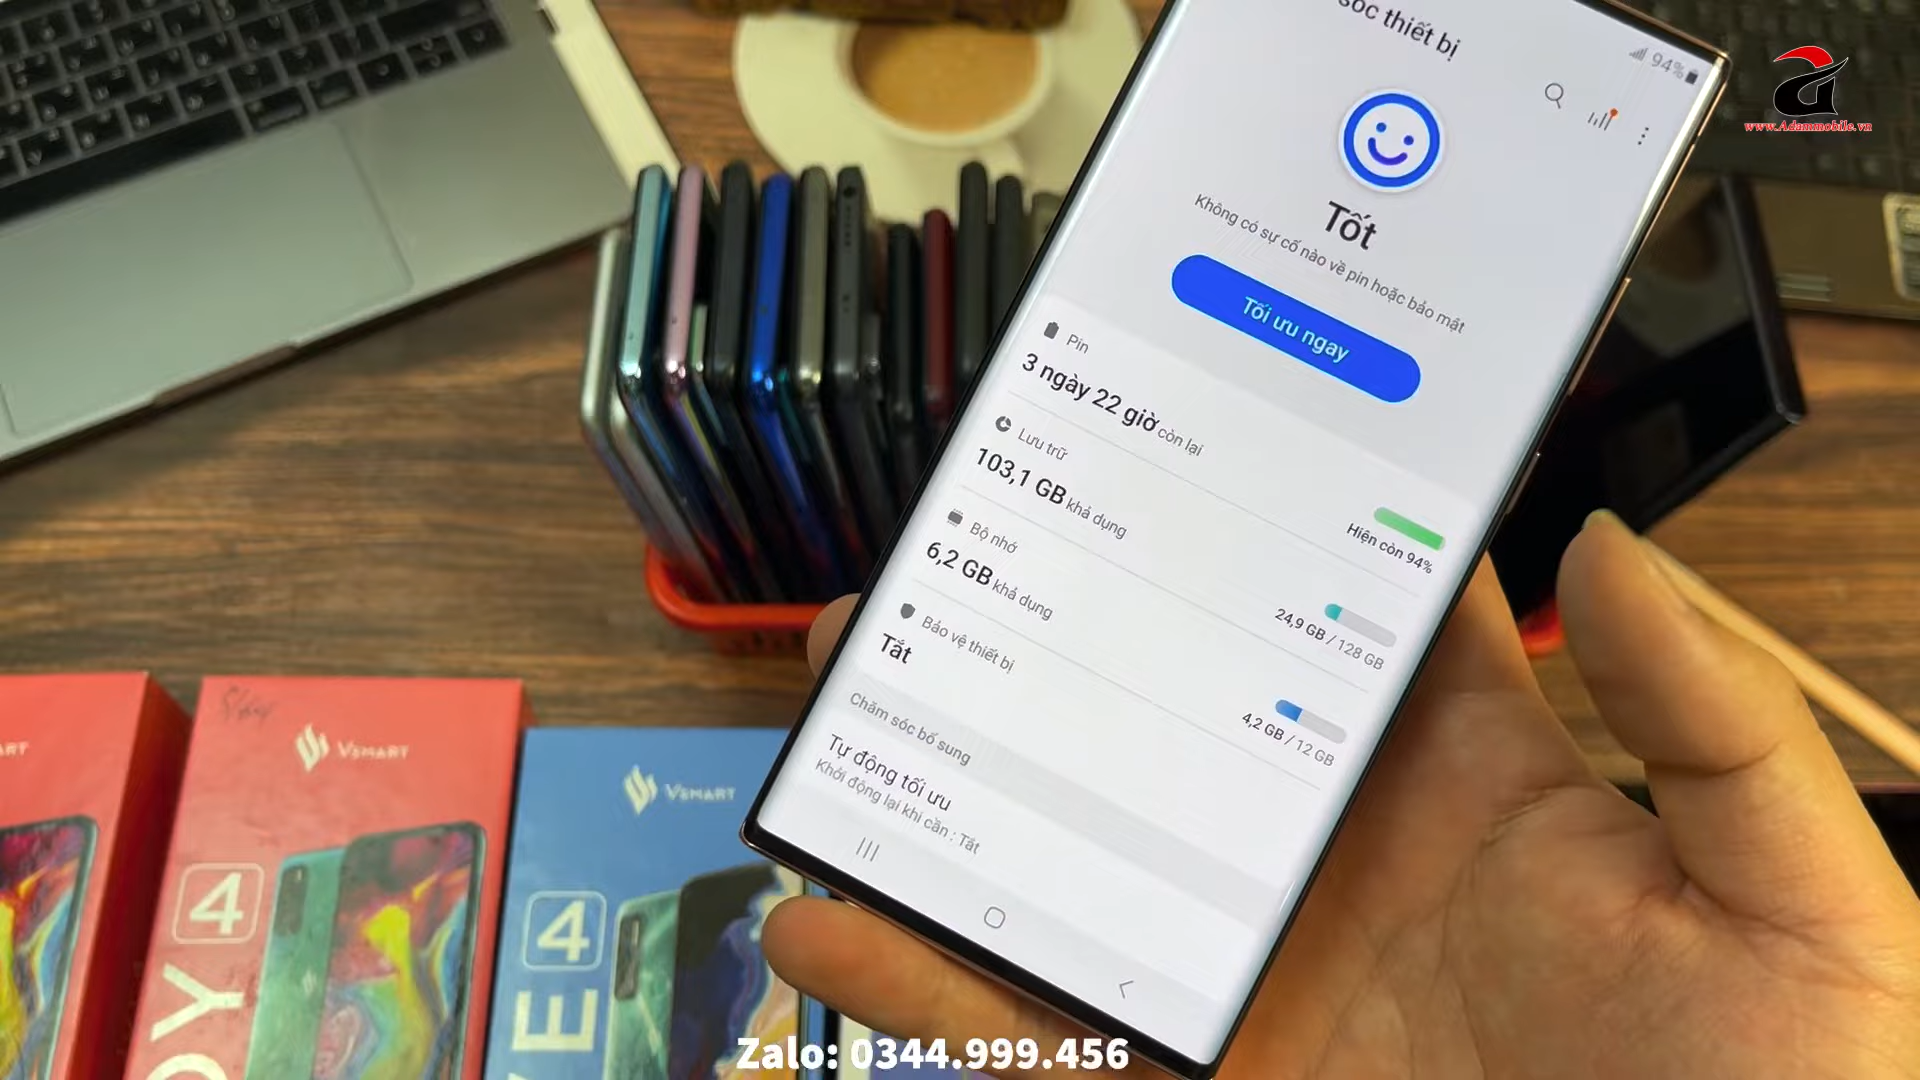 sóc thiết bị
94%
www.Adammobile.vn
Tốt
Không có sự cố nào về pin hoặc bảo mật
Tối ưu ngay
Pin
3 ngày 22 giờ còn lại
Hiện còn 94%
Lưu trữ
103,1 GB khả dụng
24,9 GB / 128 GB
Bộ nhớ
6,2 GB khả dụng
4,2 GB / 12 GB
Bảo vệ thiết bị
Tắt
Chăm sóc bổ sung
Tự động tối ưu
Khởi động lại khi cần : Tắt
ART
VSMART
4
OY
VSMART
4
E
Zalo: 0344.999.456